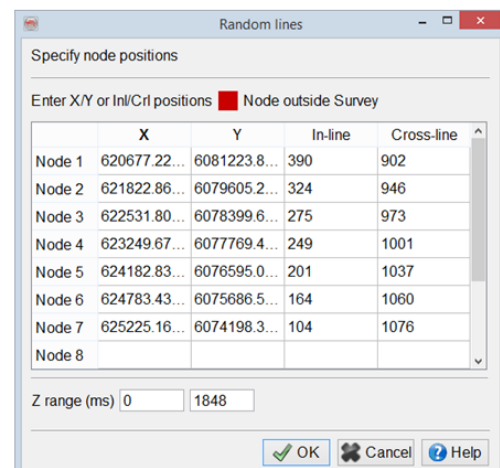 Random lines
Specify node positions
Enter X/Y or Inl/Crl positions Node outside Survey
X Y In-line Cross-line
Node 1 620677.22... 6081223.8... 390 902
Node 2 621822.86... 6079605.2... 324 946
Node 3 622531.80... 6078399.6... 275 973
Node 4 623249.67... 6077769.4... 249 1001
Node 5 624182.83... 6076595.0... 201 1037
Node 6 624783.43... 6075686.5... 164 1060
Node 7 625225.16... 6074198.3... 104 1076
Node 8
Z range (ms) 0 1848
OK Cancel Help